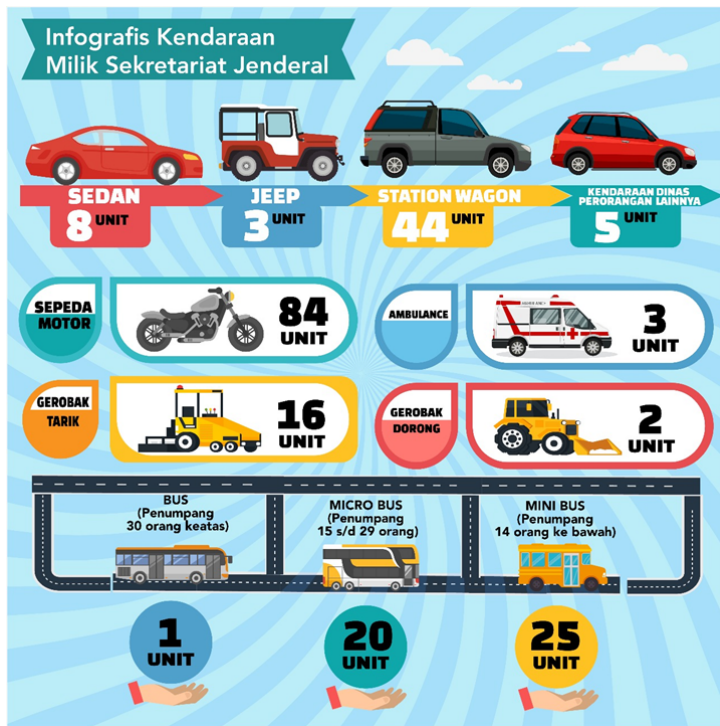 Infografis Kendaraan
Milik Sekretariat Jenderal
SEDAN
8 UNIT
JEEP
3 UNIT
STATION WAGON
44 UNIT
KENDARAAN DINAS
PERORANGAN LAINNYA
5 UNIT
SEPEDA
MOTOR
84
UNIT
AMBULANCE
3
UNIT
GEROBAK
TARIK
16
UNIT
GEROBAK
DORONG
2
UNIT
BUS
(Penumpang
30 orang keatas)
MICRO BUS
(Penumpang
15 s/d 29 orang)
MINI BUS
(Penumpang
14 orang ke bawah)
1
UNIT
20
UNIT
25
UNIT